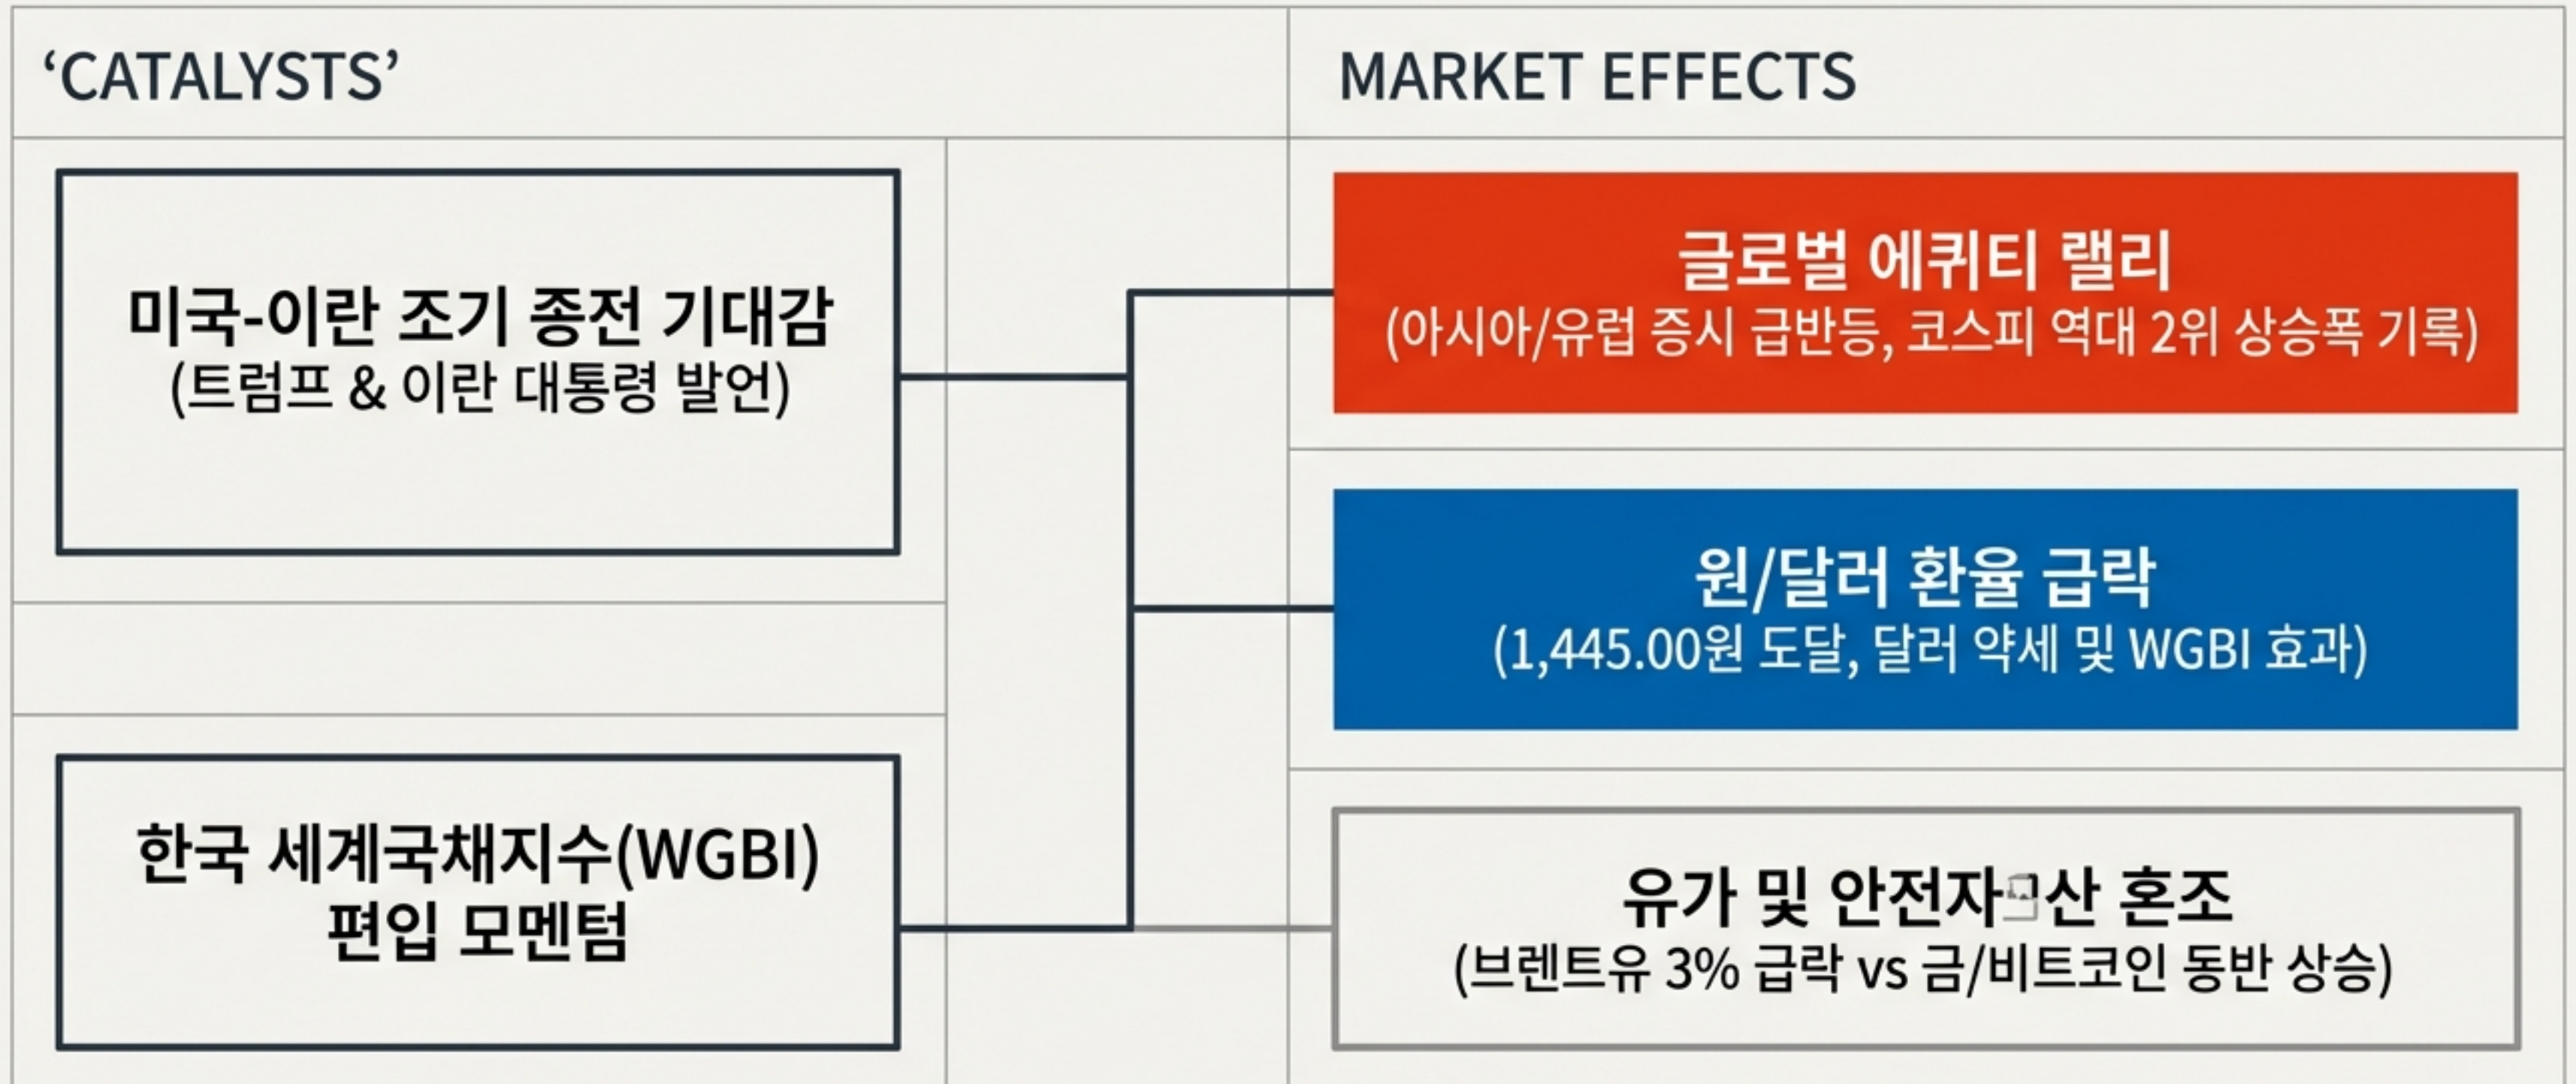 ‘CATALYSTS’
MARKET EFFECTS
미국-이란 조기 종전 기대감
(트럼프 & 이란 대통령 발언)
한국 세계국채지수(WGBI)
편입 모멘텀
글로벌 에쿼티 랠리
(아시아/유럽 증시 급반등, 코스피 역대 2위 상승폭 기록)
원/달러 환율 급락
(1,445.00원 도달, 달러 약세 및 WGBI 효과)
유가 및 안전자산 혼조
(브렌트유 3% 급락 vs 금/비트코인 동반 상승)